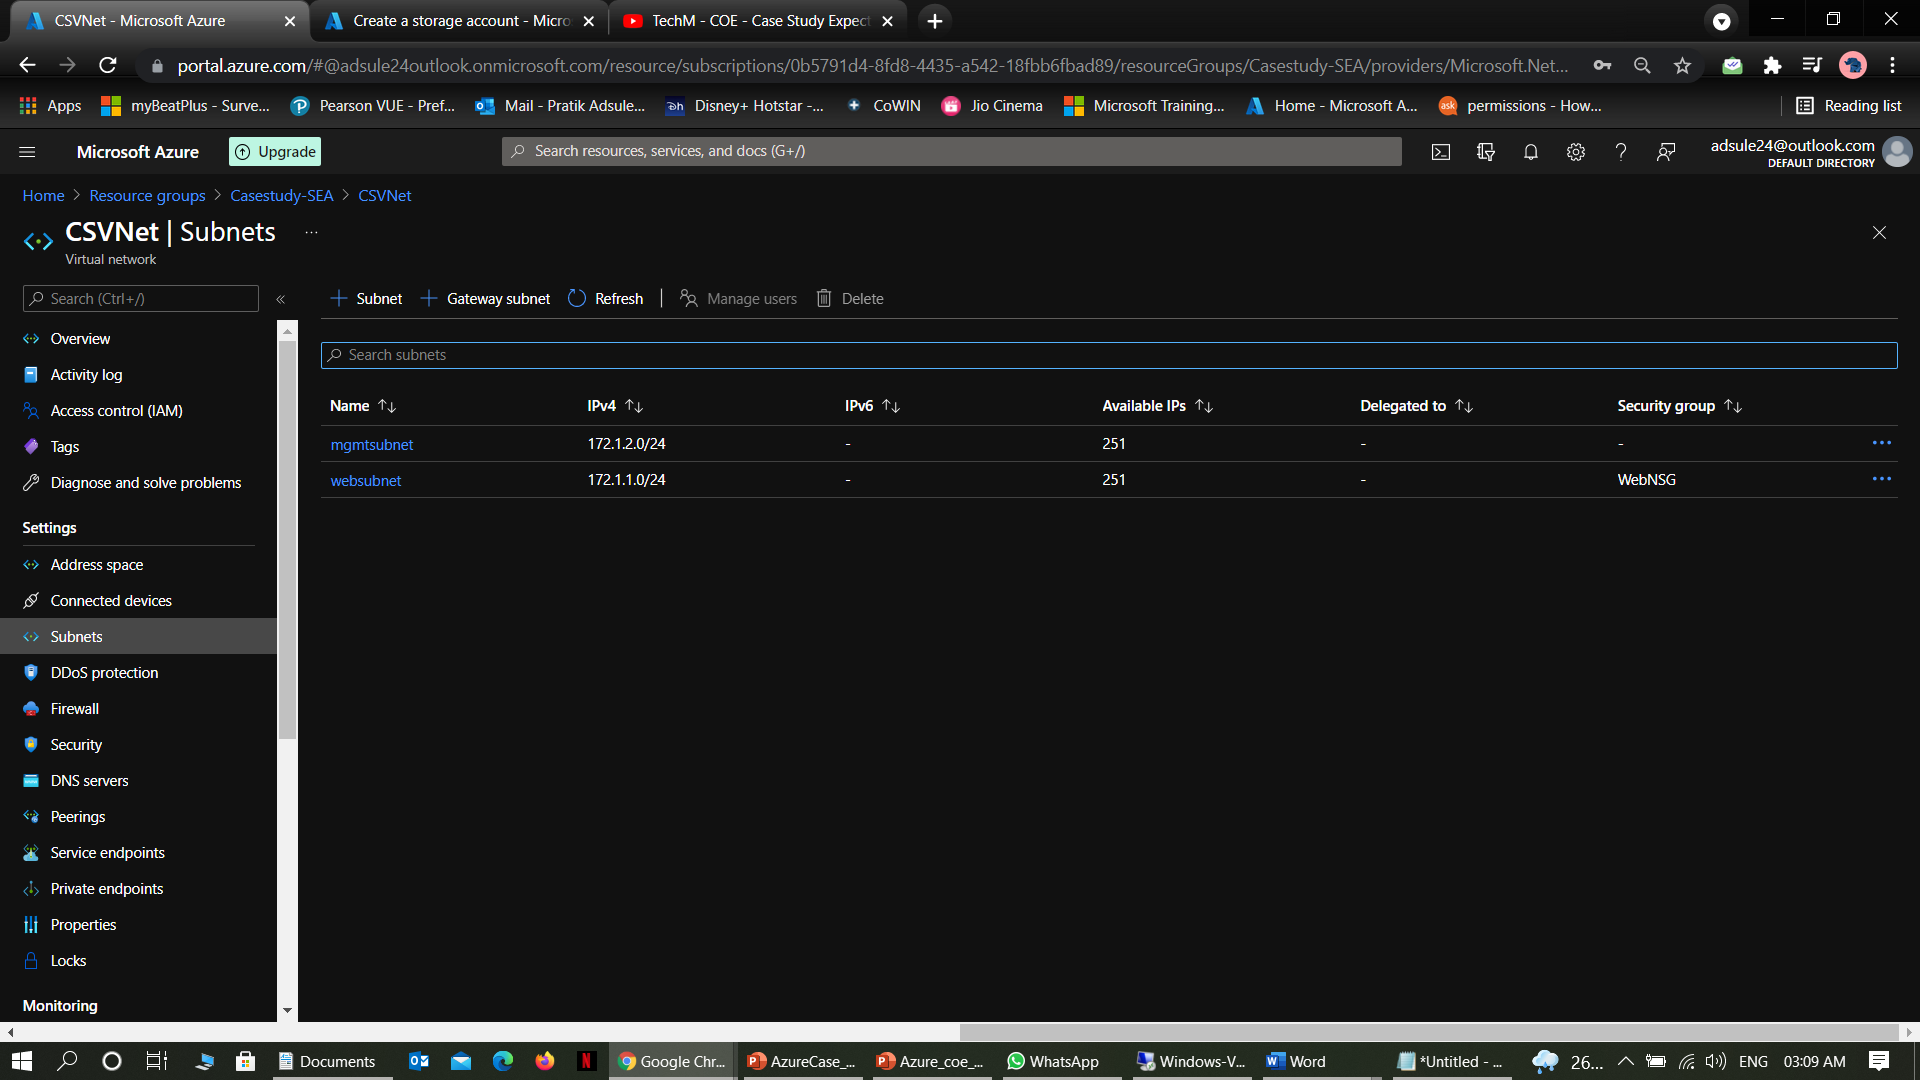 CSVNet - Microsoft Azure
Create a storage account - Micro
TechM - COE - Case Study Expect
portal.azure.com/#@adsule24outlook.onmicrosoft.com/resource/subscriptions/0b5791d4-8fd8-4435-a542-18fbb6fbad89/resourceGroups/Casestudy-SEA/providers/Microsoft.Net...
Apps
myBeatPlus - Surve...
Pearson VUE - Pref...
Mail - Pratik Adsule...
Disney+ Hotstar -...
CoWIN
Jio Cinema
Microsoft Training...
Home - Microsoft A...
ask
permissions - How...
Reading list
Microsoft Azure
Upgrade
Search resources, services, and docs (G+/)
adsule24@outlook.com
DEFAULT DIRECTORY
Home > Resource groups > Casestudy-SEA > CSVNet
CSVNet | Subnets ...
Virtual network
Search (Ctrl+/) «
Overview
Activity log
Access control (IAM)
Tags
Diagnose and solve problems
Settings
Address space
Connected devices
Subnets
DDoS protection
Firewall
Security
DNS servers
Peerings
Service endpoints
Private endpoints
Properties
Locks
Monitoring
+ Subnet + Gateway subnet Refresh | Manage users Delete
Search subnets
Name IPv4 IPv6 Available IPs Delegated to Security group
mgmtsubnet 172.1.2.0/24 - 251 - - ...
websubnet 172.1.1.0/24 - 251 - WebNSG ...
Documents
Google Chr...
AzureCase_...
Azure_coe_...
WhatsApp
Windows-V...
Word
*Untitled - ...
26...
ENG
03:09 AM